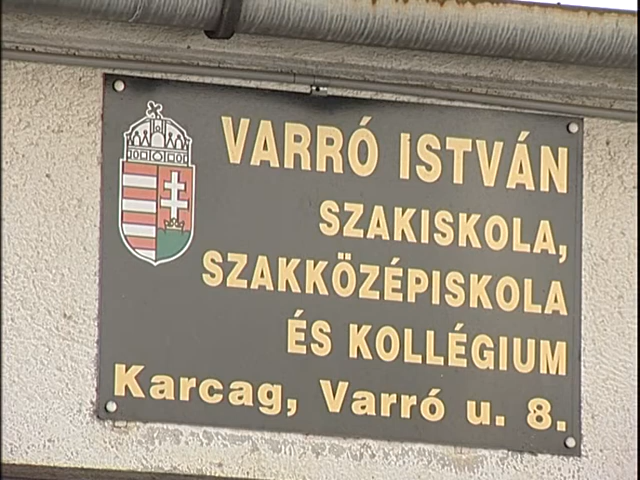 VARRÓ ISTVÁN
SZAKISKOLA,
SZAKKÖZÉPISKOLA
ÉS KOLLÉGIUM
Karcag, Varró u. 8.